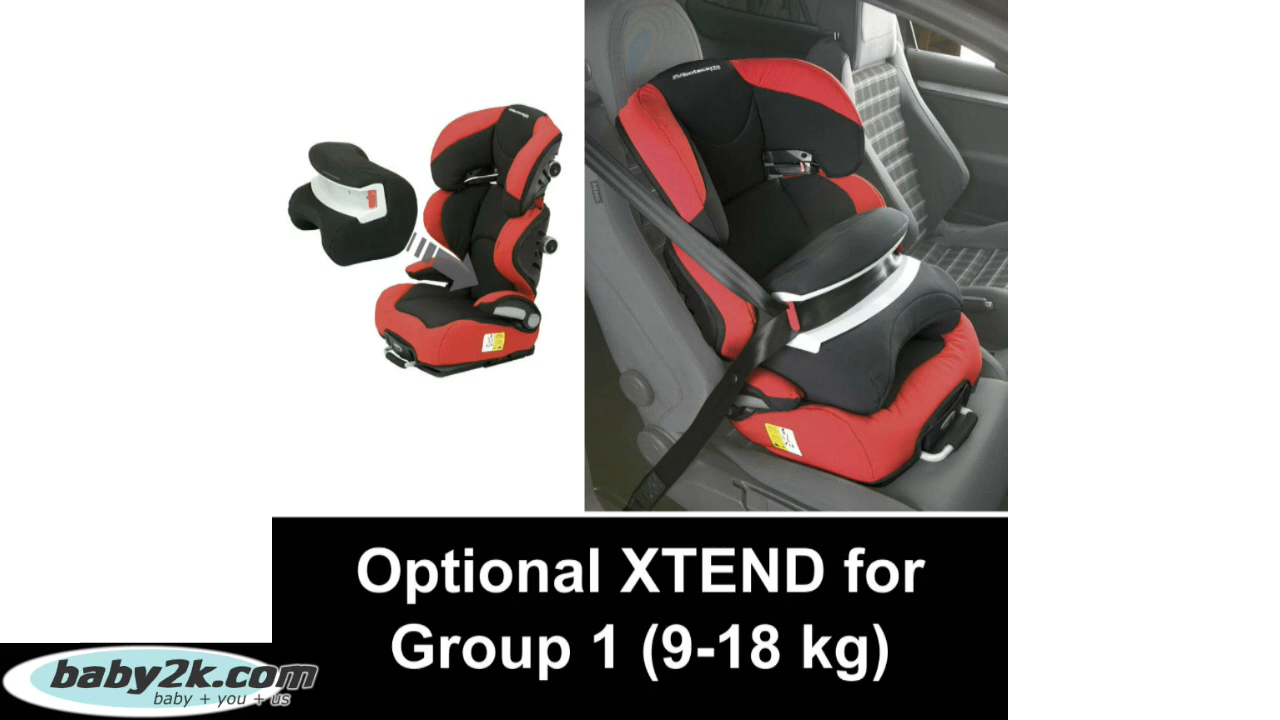 Optional XTEND for
Group 1 (9-18 kg)
baby2k.com
baby + you + us